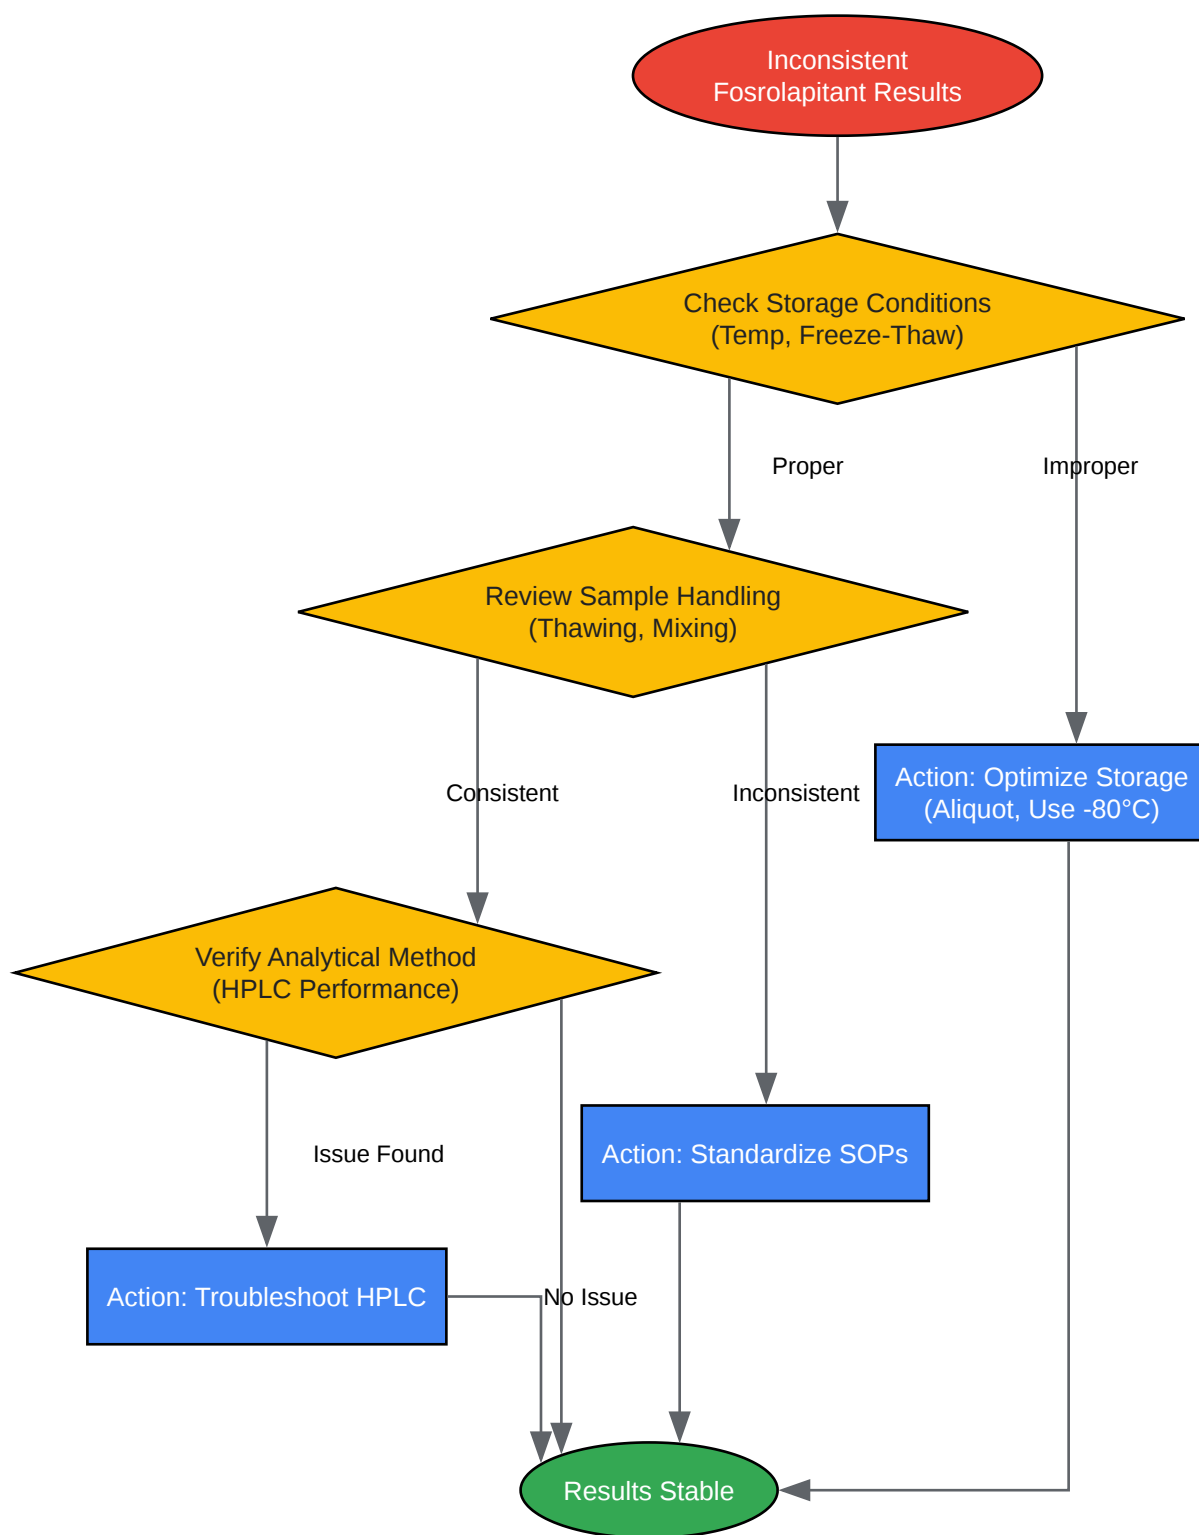 Inconsistent
Fosrolapitant Results
Check Storage Conditions
(Temp, Freeze-Thaw)
Proper
Improper
Review Sample Handling
(Thawing, Mixing)
Action: Optimize Storage
(Aliquot, Use -80°C)
Consistent
Inconsistent
Verify Analytical Method
(HPLC Performance)
Issue Found
Action: Standardize SOPs
Action: Troubleshoot HPLC
No Issue
Results Stable